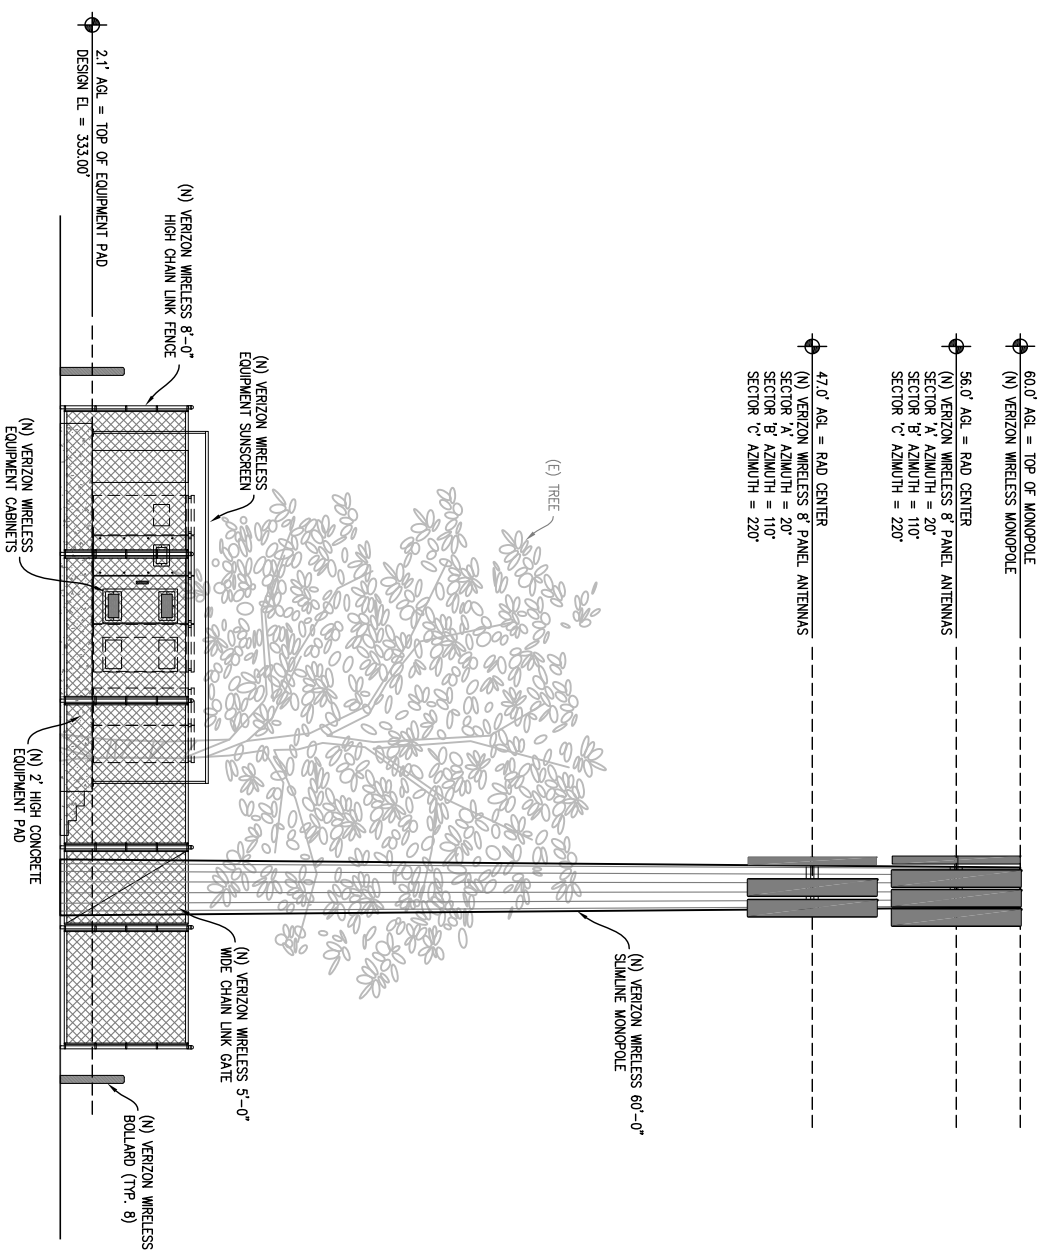 60.0' AGL = TOP OF MONOPOLE
(N) VERIZON WIRELESS MONOPOLE
56.0' AGL = RAD CENTER
(N) VERIZON WIRELESS 8' PANEL ANTENNAS
SECTOR 'A' AZIMUTH = 20°
SECTOR 'B' AZIMUTH = 110°
SECTOR 'C' AZIMUTH = 220°
47.0' AGL = RAD CENTER
(N) VERIZON WIRELESS 8' PANEL ANTENNAS
SECTOR 'A' AZIMUTH = 20°
SECTOR 'B' AZIMUTH = 110°
SECTOR 'C' AZIMUTH = 220°
(N) VERIZON WIRELESS 60'-0"
SLIMLINE MONOPOLE
(E) TREE
(N) VERIZON WIRELESS
EQUIPMENT SUNSCREEN
(N) VERIZON WIRELESS 5'-0"
WIDE CHAIN LINK GATE
(N) VERIZON WIRELESS 8'-0"
HIGH CHAIN LINK FENCE
(N) VERIZON WIRELESS
BOLLARD (TYP. 8)
2.1' AGL = TOP OF EQUIPMENT PAD
DESIGN EL = 333.00'
(N) VERIZON WIRELESS
EQUIPMENT CABINETS
(N) 2' HIGH CONCRETE
EQUIPMENT PAD